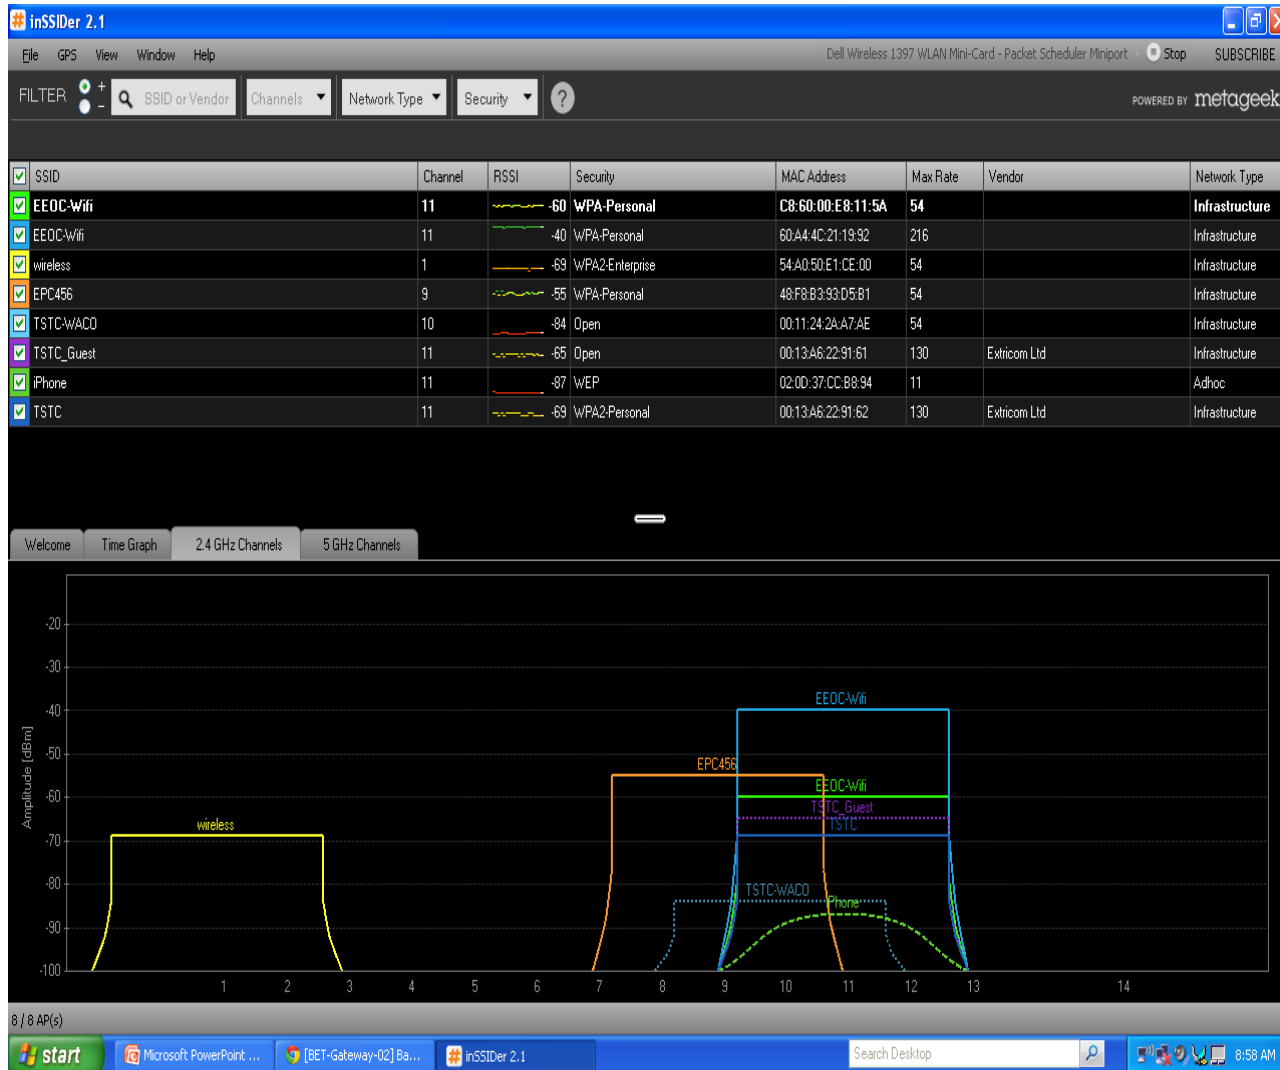 inSSIDer 2.1
File GPS View Window Help Dell Wireless 1397 WLAN Mini-Card - Packet Scheduler Miniport Stop SUBSCRIBE
FILTER + - SSID or Vendor Channels Network Type Security ? POWERED BY metageek
SSID Channel RSSI Security MAC Address Max Rate Vendor Network Type
EEOC-Wifi 11 -60 WPA-Personal C8:60:00:E8:11:5A 54 Infrastructure
EEOC-Wifi 11 -40 WPA-Personal 60:A4:4C:21:19:92 216 Infrastructure
wireless 1 -69 WPA2-Enterprise 54:A0:50:E1:CE:00 54 Infrastructure
EPC456 9 -55 WPA-Personal 48:F8:B3:93:D5:B1 54 Infrastructure
TSTC-WACO 10 -84 Open 00:11:24:2A:A7:AE 54 Infrastructure
TSTC_Guest 11 -65 Open 00:13:A6:22:91:61 130 Extricom Ltd Infrastructure
iPhone 11 -87 WEP 02:0D:37:CC:B8:94 11 Adhoc
TSTC 11 -69 WPA2-Personal 00:13:A6:22:91:62 130 Extricom Ltd Infrastructure
Welcome Time Graph 2.4 GHz Channels 5 GHz Channels
Amplitude [dBm]
-20
-30
-40
-50
-60
-70
-80
-90
-100
EEOC-Wifi
EPC456
EEOC-Wifi
TSTC_Guest
wireless
TSTC
TSTC-WACO
iPhone
1 2 3 4 5 6 7 8 9 10 11 12 13 14
8 / 8 AP(s)
start Microsoft PowerPoint ... [BET-Gateway-02] Ba... inSSIDer 2.1 Search Desktop 8:58 AM